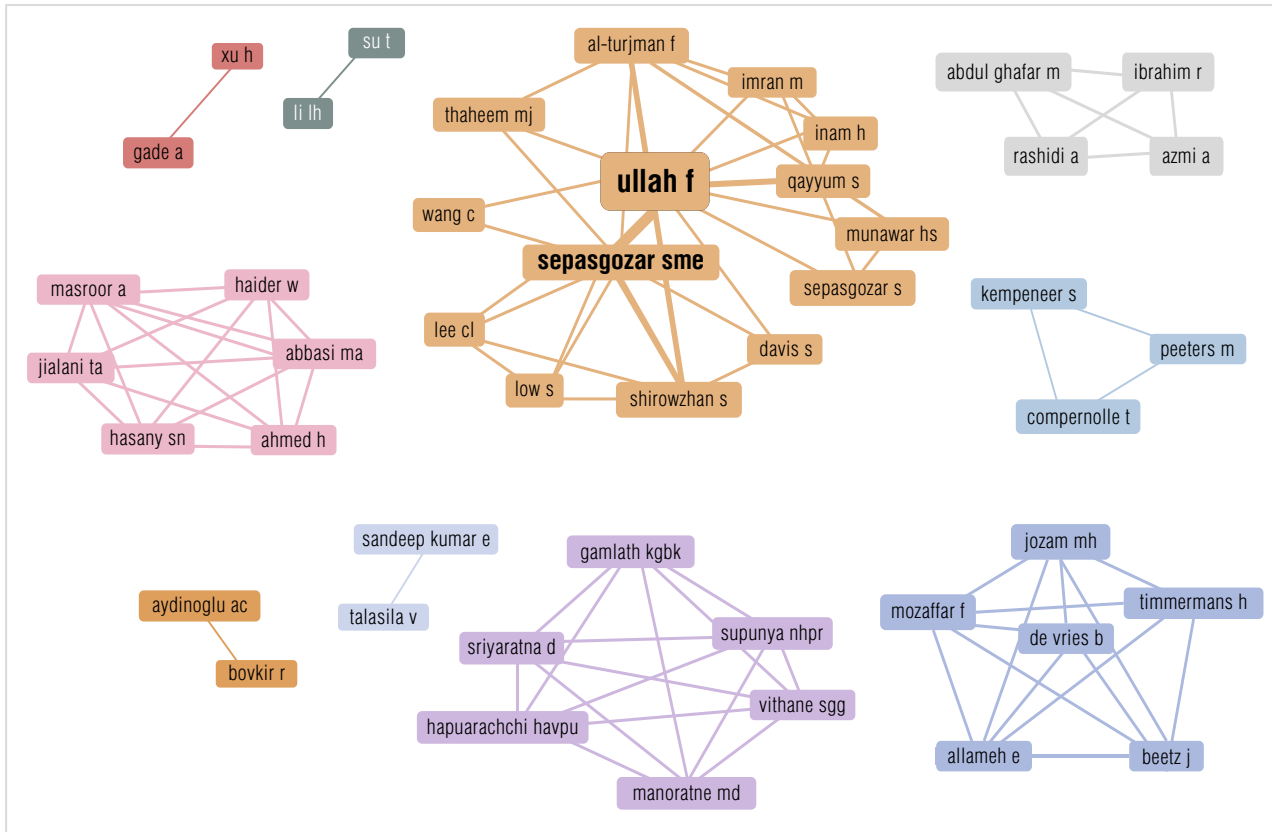 xu h
gade a
su t
li lh
al-turjman f
imran m
thaheem mj
inam h
ullah f
qayyum s
wang c
munawar hs
sepasgozar sme
sepasgozar s
lee cl
davis s
low s
shirowzhan s
abdul ghafar m
ibrahim r
rashidi a
azmi a
masroor a
haider w
jialani ta
abbasi ma
hasany sn
ahmed h
kempeneer s
peeters m
compernolle t
aydinoglu ac
bovkir r
sandeep kumar e
talasila v
gamlath kgbk
supunya nhpr
sriyaratna d
vithane sgg
hapuarachchi havpu
manoratne md
jozam mh
mozaffar f
timmermans h
de vries b
allameh e
beetz j